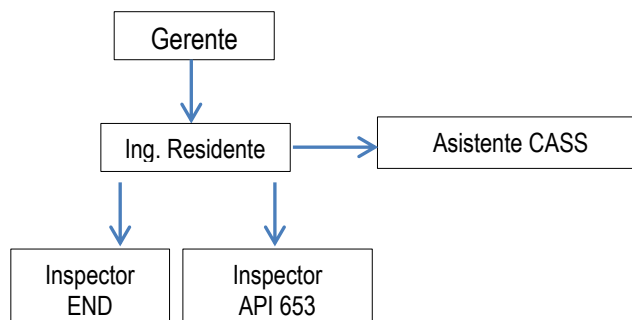 Gerente
Ing. Residente
Asistente CASS
Inspector
END
Inspector
API 653